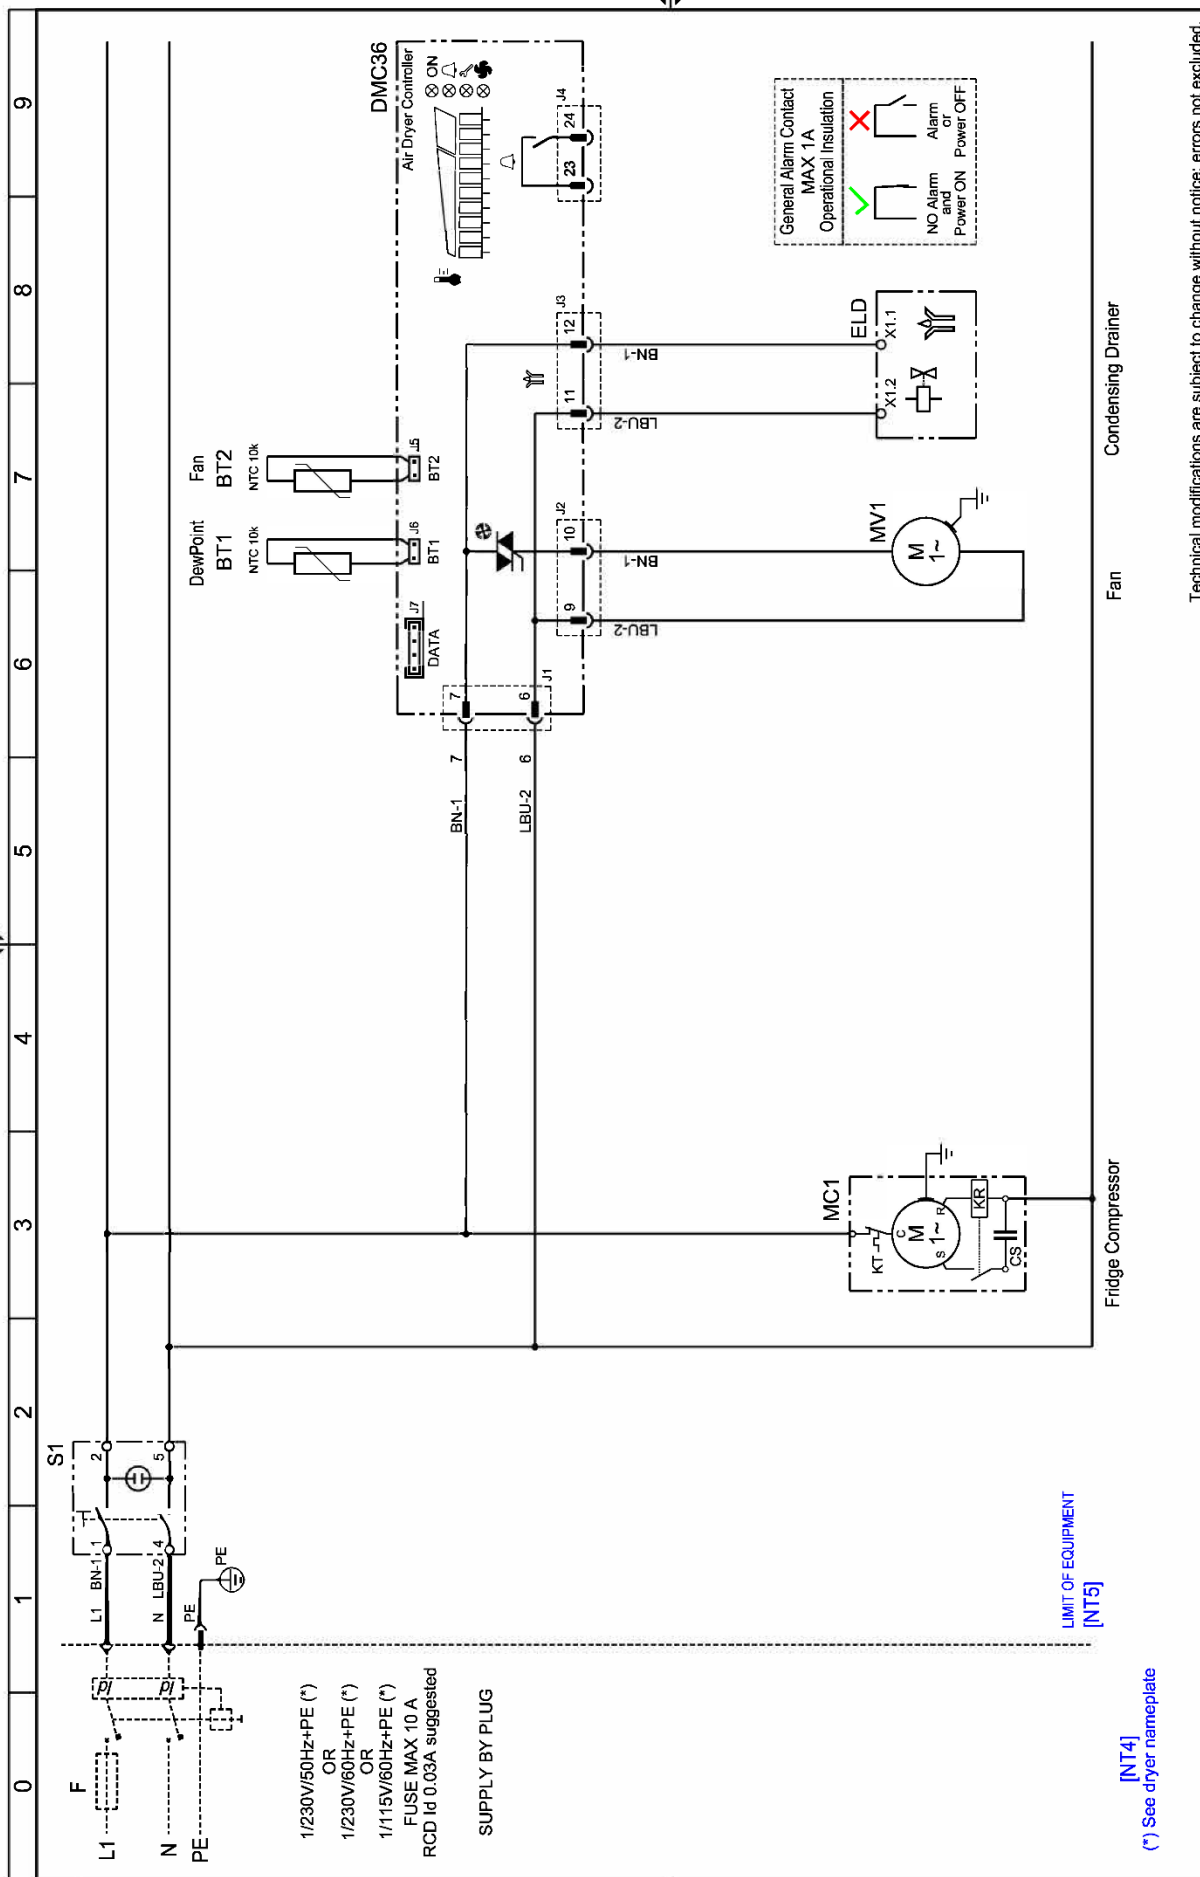 0 1 2 3 4 5 6 7 8 9
L1
N
PE
F
Id
Id
L1 BN-1
N LBU-2
PE
PE
S1
1
4
2
5
1/230V/50Hz+PE (*)
OR
1/230V/60Hz+PE (*)
OR
1/115V/60Hz+PE (*)
FUSE MAX 10 A
RCD Id 0.03A suggested
SUPPLY BY PLUG
LIMIT OF EQUIPMENT
[NT5]
[NT4]
(*) See dryer nameplate
MC1
KT
C
M
1~
S
R
KR
CS
Fridge Compressor
BN-1 7
LBU-2 6
7
6
J1
DMC36
Air Dryer Controller
ON
DATA
J7
DewPoint
BT1
NTC 10k
J6
BT1
Fan
BT2
NTC 10k
J5
BT2
9 10
J2
11 12
J3
23 24
J4
LBU-2
BN-1
LBU-2
BN-1
MV1
M
1~
Fan
ELD
X1.2
X1.1
Condensing Drainer
General Alarm Contact
MAX 1A
Operational Insulation
NO Alarm
and
Power ON
Alarm
or
Power OFF
Technical modifications are subject to change without notice; errors not excluded.